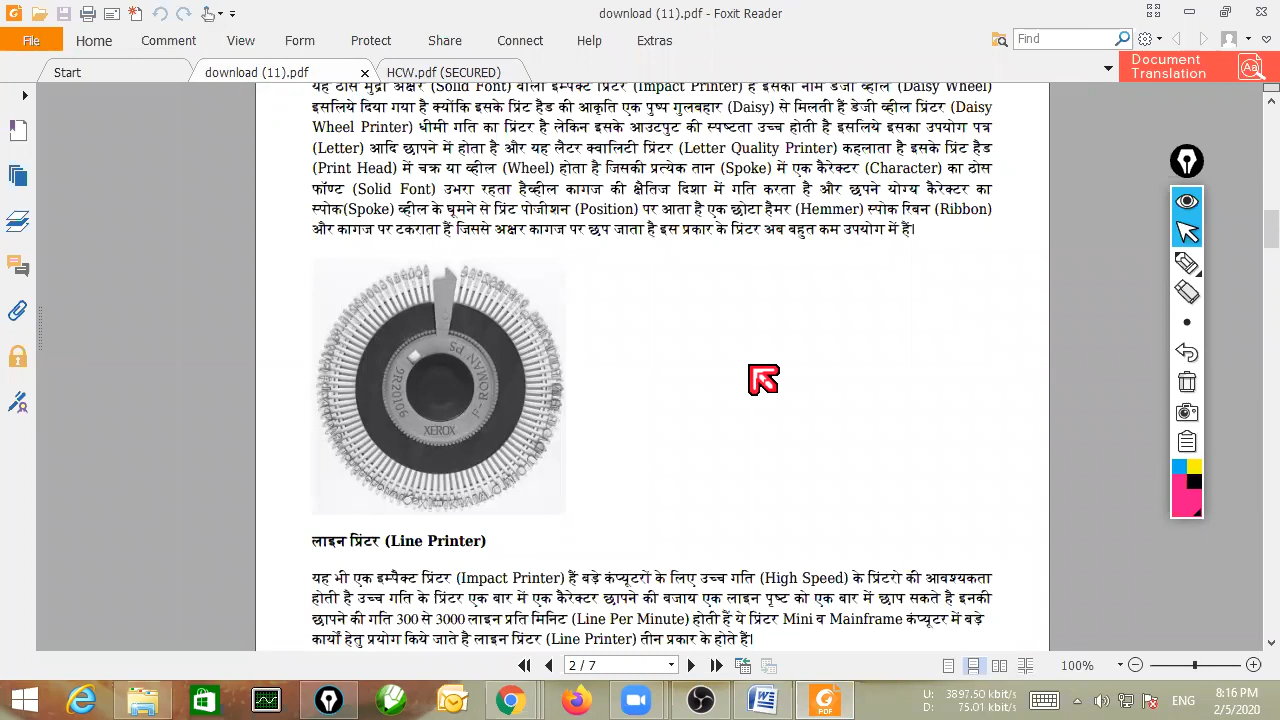 download (11).pdf - Foxit Reader
File Home Comment View Form Protect Share Connect Help Extras
Find
Start
download (11).pdf
HCW.pdf (SECURED)
Document
Translation
यह ठोस मुद्रा अक्षर (Solid Font) वाला इम्पैक्ट प्रिंटर (Impact Printer) है इसका नाम डेजी व्हील (Daisy Wheel)
इसलिये दिया गया है क्योंकि इसके प्रिंट हैड की आकृति एक पुष्प गुलबहार (Daisy) से मिलती हैं डेजी व्हील प्रिंटर (Daisy
Wheel Printer) धीमी गति का प्रिंटर है लेकिन इसके आउटपुट की स्पष्टता उच्च होती है इसलिये इसका उपयोग पत्र
(Letter) आदि छापने में होता है और यह लैटर क्वालिटी प्रिंटर (Letter Quality Printer) कहलाता है इसके प्रिंट हैड
(Print Head) में चक्र या व्हील (Wheel) होता है जिसकी प्रत्येक तान (Spoke) में एक कैरेक्टर (Character) का ठोस
फॉण्ट (Solid Font) उभरा रहता हैव्हील कागज की क्षैतिज दिशा में गति करता है और छपने योग्य कैरेक्टर का
स्पोक(Spoke) व्हील के घूमने से प्रिंट पोजीशन (Position) पर आता है एक छोटा हैमर (Hemmer) स्पोक रिबन (Ribbon)
और कागज पर टकराता हैं जिससे अक्षर कागज पर छप जाता है इस प्रकार के प्रिंटर अब बहुत कम उपयोग में हैं।
9R20109
F-ROMAN PS
XEROX
लाइन प्रिंटर (Line Printer)
यह भी एक इम्पैक्ट प्रिंटर (Impact Printer) हैं बड़े कंप्यूटरों के लिए उच्च गति (High Speed) के प्रिंटरो की आवश्यकता
होती है उच्च गति के प्रिंटर एक बार में एक कैरेक्टर छापने की बजाय एक लाइन पृष्ट को एक बार में छाप सकते है इनकी
छापने की गति 300 से 3000 लाइन प्रति मिनिट (Line Per Minute) होती हैं ये प्रिंटर Mini व Mainframe कंप्यूटर में बड़े
कार्यो हेतु प्रयोग किये जाते है लाइन प्रिंटर (Line Printer) तीन प्रकार के होते हैं।
2 / 7
100%
U: 3897.50 kbit/s
D: 75.01 kbit/s
ENG
8:16 PM
2/5/2020